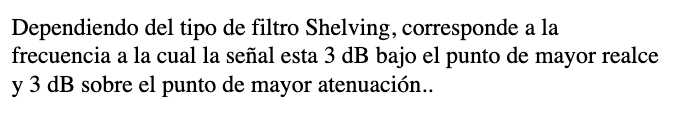 Dependiendo del tipo de filtro Shelving, corresponde a la
frecuencia a la cual la señal esta 3 dB bajo el punto de mayor realce
y 3 dB sobre el punto de mayor atenuación..